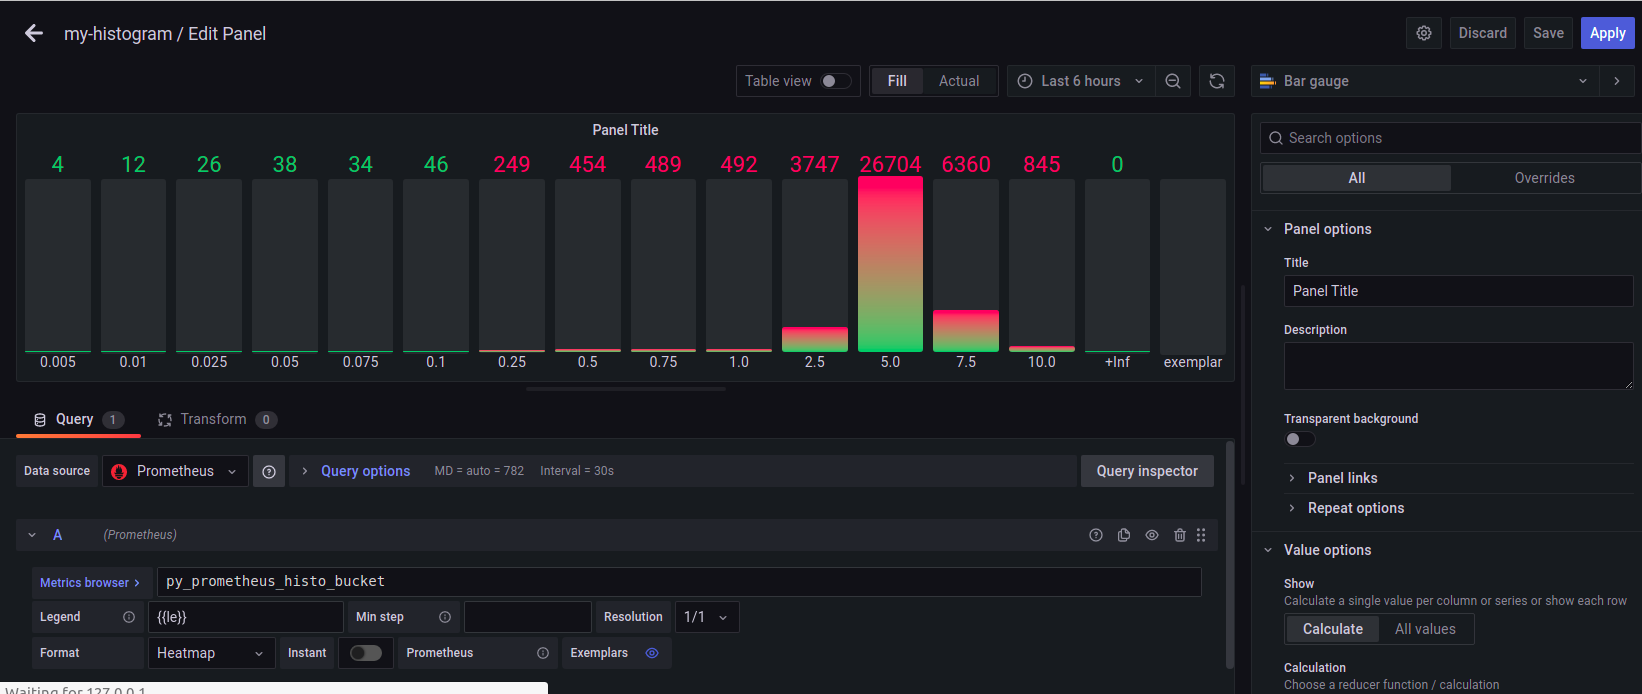 my-histogram / Edit Panel
Discard
Save
Apply
Table view
Fill
Actual
Last 6 hours
Bar gauge
Panel Title
4 12 26 38 34 46 249 454 489 492 3747 26704 6360 845 0
0.005 0.01 0.025 0.05 0.075 0.1 0.25 0.5 0.75 1.0 2.5 5.0 7.5 10.0 +Inf exemplar
Query 1
Transform 0
Data source
Prometheus
Query options
MD = auto = 782
Interval = 30s
Query inspector
A
(Prometheus)
Metrics browser >
py_prometheus_histo_bucket
Legend
{{le}}
Min step
Resolution
1/1
Format
Heatmap
Instant
Prometheus
Exemplars
Waiting for 127.0.0.1
Search options
All
Overrides
Panel options
Title
Panel Title
Description
Transparent background
Panel links
Repeat options
Value options
Show
Calculate a single value per column or series or show each row
Calculate
All values
Calculation
Choose a reducer function / calculation